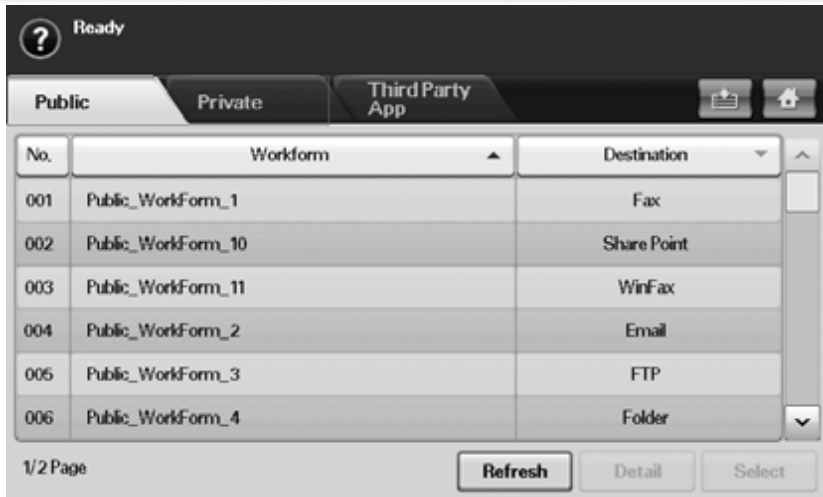 ?
Ready
Public Private Third Party
App
No. Workform Destination
001 Public_WorkForm_1 Fax
002 Public_WorkForm_10 Share Point
003 Public_WorkForm_11 WinFax
004 Public_WorkForm_2 Email
005 Public_WorkForm_3 FTP
006 Public_WorkForm_4 Folder
1/2 Page Refresh Detail Select